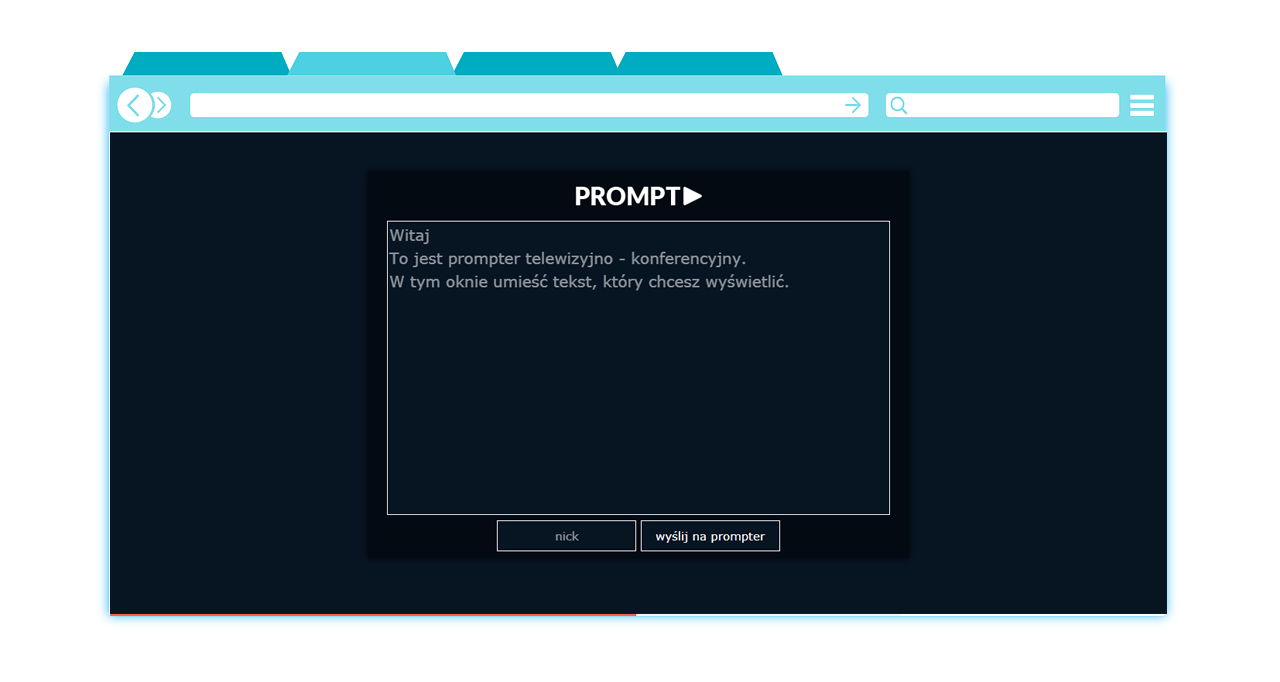 PROMPT
Witaj
To jest prompter telewizyjno - konferencyjny.
W tym oknie umieść tekst, który chcesz wyświetlić.
nick
wyślij na prompter